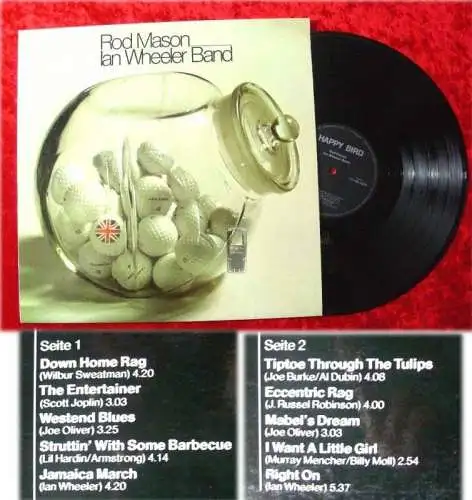 Rod Mason
Ian Wheeler Band
HAPPY BIRD
Seite 1
Down Home Rag
(Wilbur Sweatman) 4.20
The Entertainer
(Scott Joplin) 3.03
Westend Blues
(Joe Oliver) 3.25
Struttin' With Some Barbecue
(Lil Hardin/Armstrong) 4.14
Jamaica March
(Ian Wheeler) 4.20
Seite 2
Tiptoe Through The Tulips
(Joe Burke/Al Dubin) 4.08
Eccentric Rag
(J. Russel Robinson) 4.00
Mabel's Dream
(Joe Oliver) 3.03
I Want A Little Girl
(Murray Mencher/Billy Moll) 2.54
Right On
(Ian Wheeler) 5.37